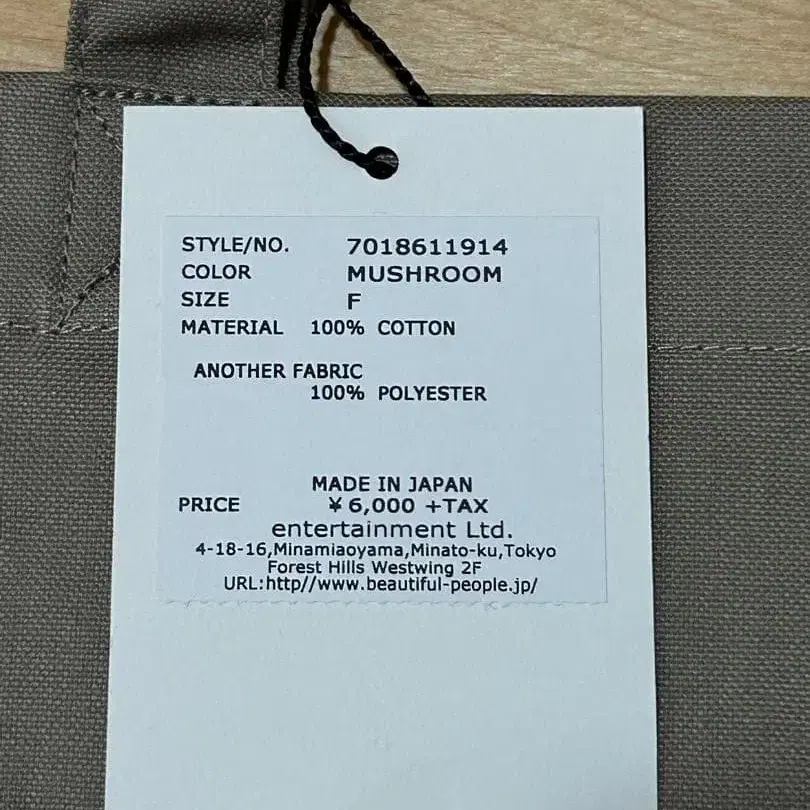 STYLE/NO. 7018611914
COLOR MUSHROOM
SIZE F
MATERIAL 100% COTTON
ANOTHER FABRIC
100% POLYESTER
MADE IN JAPAN
PRICE ¥6,000 +TAX
entertainment Ltd.
4-18-16,Minamiaoyama,Minato-ku,Tokyo
Forest Hills Westwing 2F
URL:http//www.beautiful-people.jp/